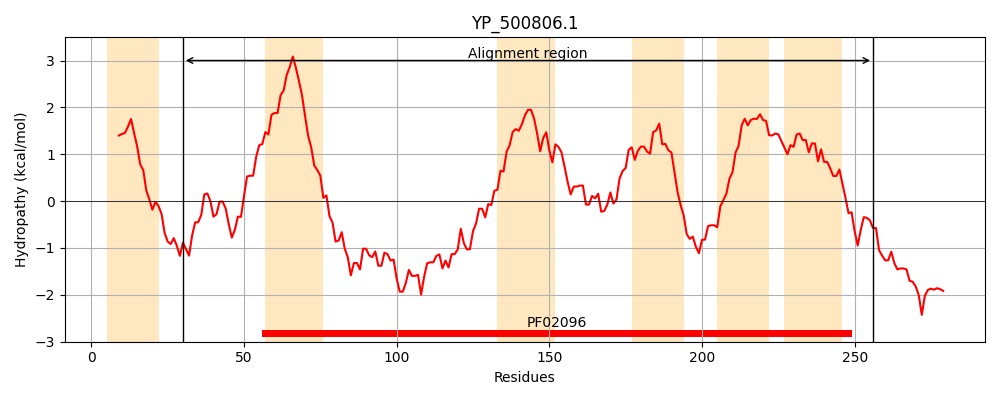 YP_500806.1
Alignment region
3
2
1
0
−1
−2
−3
Hydropathy (kcal/mol)
PF02096
0
50
100
150
200
250
Residues